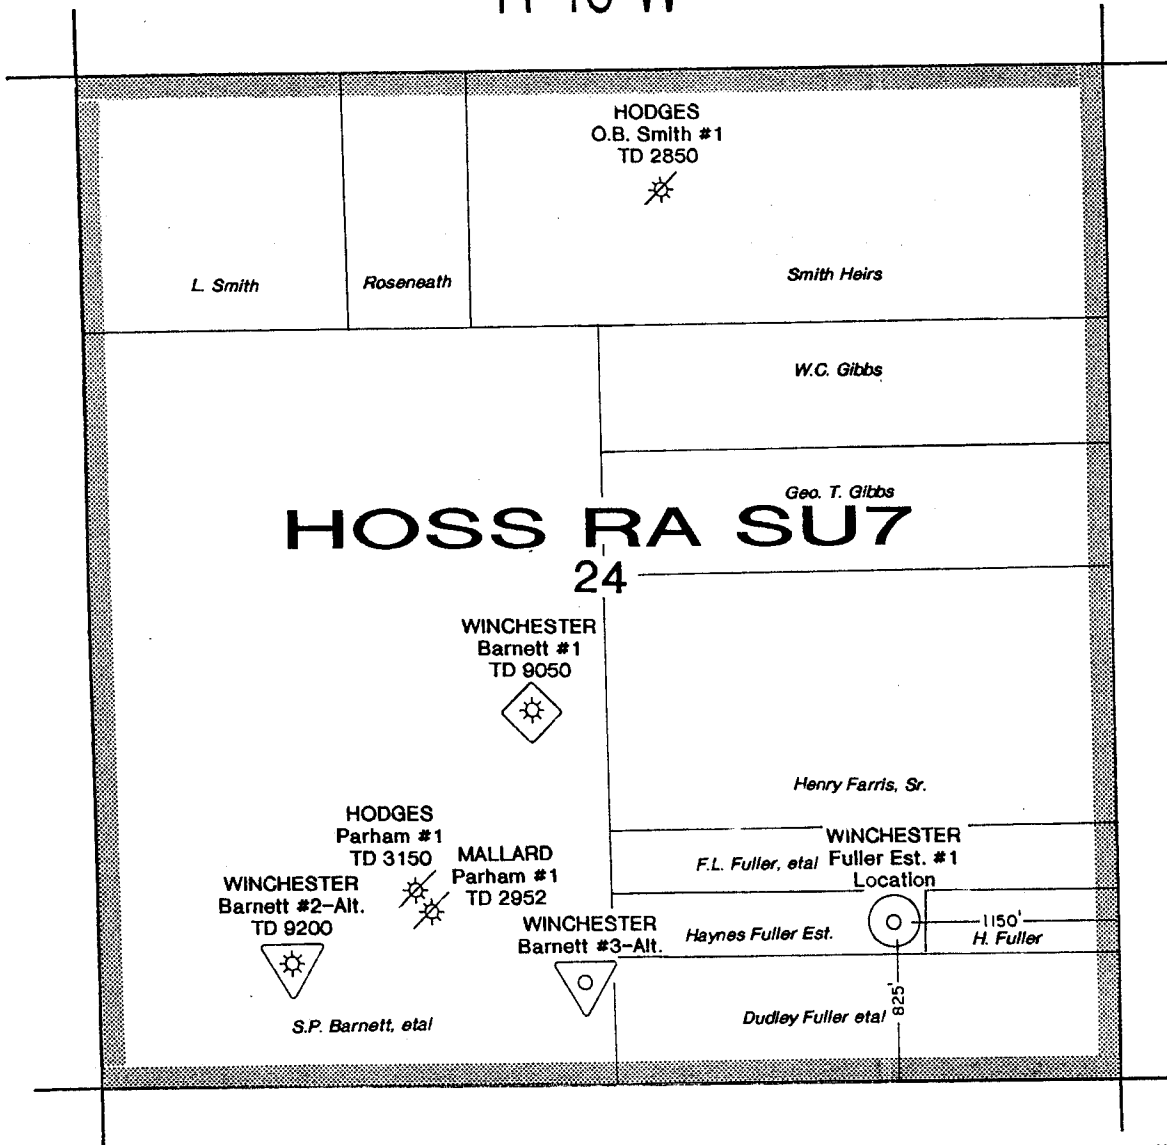 HODGES
O.B. Smith #1
TD 2850
L. Smith
Roseneath
Smith Heirs
W.C. Gibbs
Geo. T. Gibbs
HOSS RA SU7
24
WINCHESTER
Barnett #1
TD 9050
Henry Farris, Sr.
HODGES
Parham #1
TD 3150
MALLARD
Parham #1
TD 2952
WINCHESTER
Barnett #2-Alt.
TD 9200
WINCHESTER
Barnett #3-Alt.
S.P. Barnett, etal
F.L. Fuller, etal
WINCHESTER
Fuller Est. #1
Location
Haynes Fuller Est.
1150'
H. Fuller
825'
Dudley Fuller etal